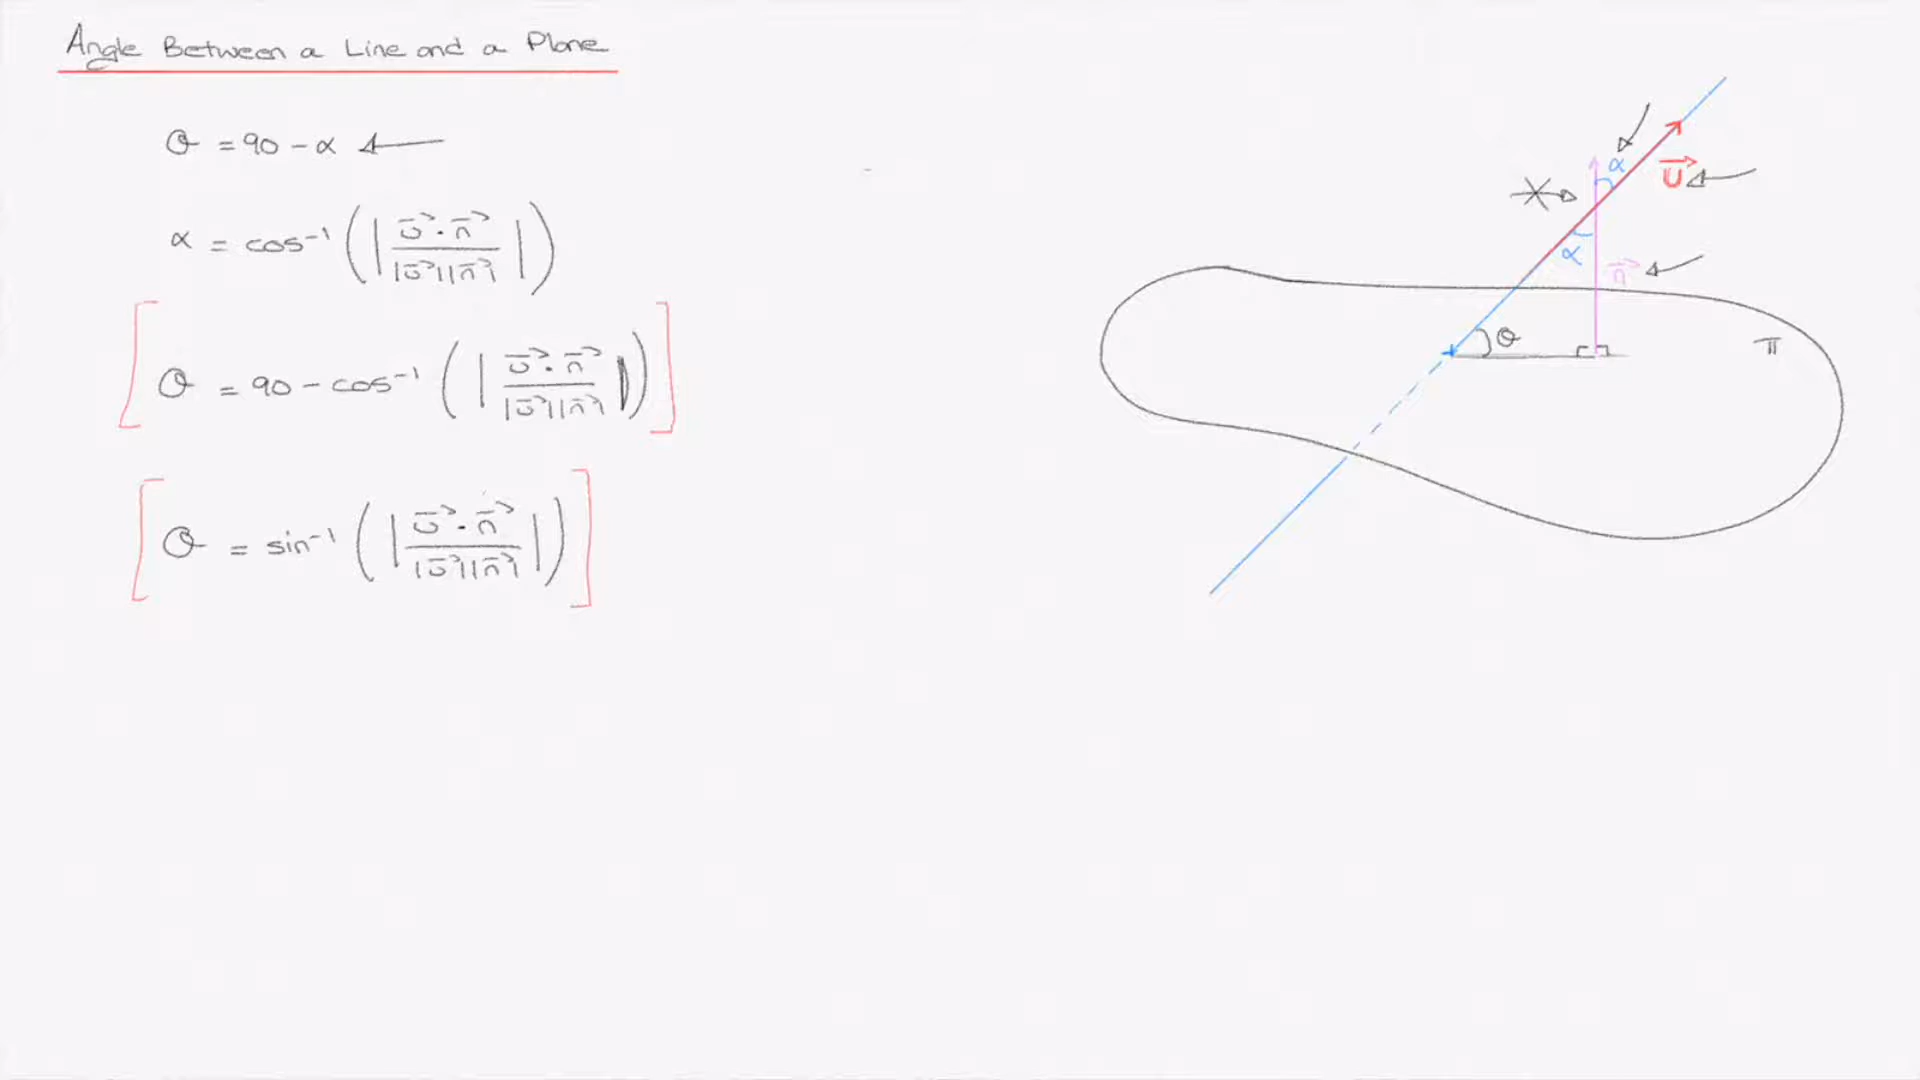 Angle Between a Line and a Plane
θ = 90 - α
α = cos⁻¹ ( | u⃗ · n⃗ / |u⃗||n⃗| | )
θ = 90 - cos⁻¹ ( | u⃗ · n⃗ / |u⃗||n⃗| | )
θ = sin⁻¹ ( | u⃗ · n⃗ / |u⃗||n⃗| | )
α
u⃗
α
n⃗
θ
π